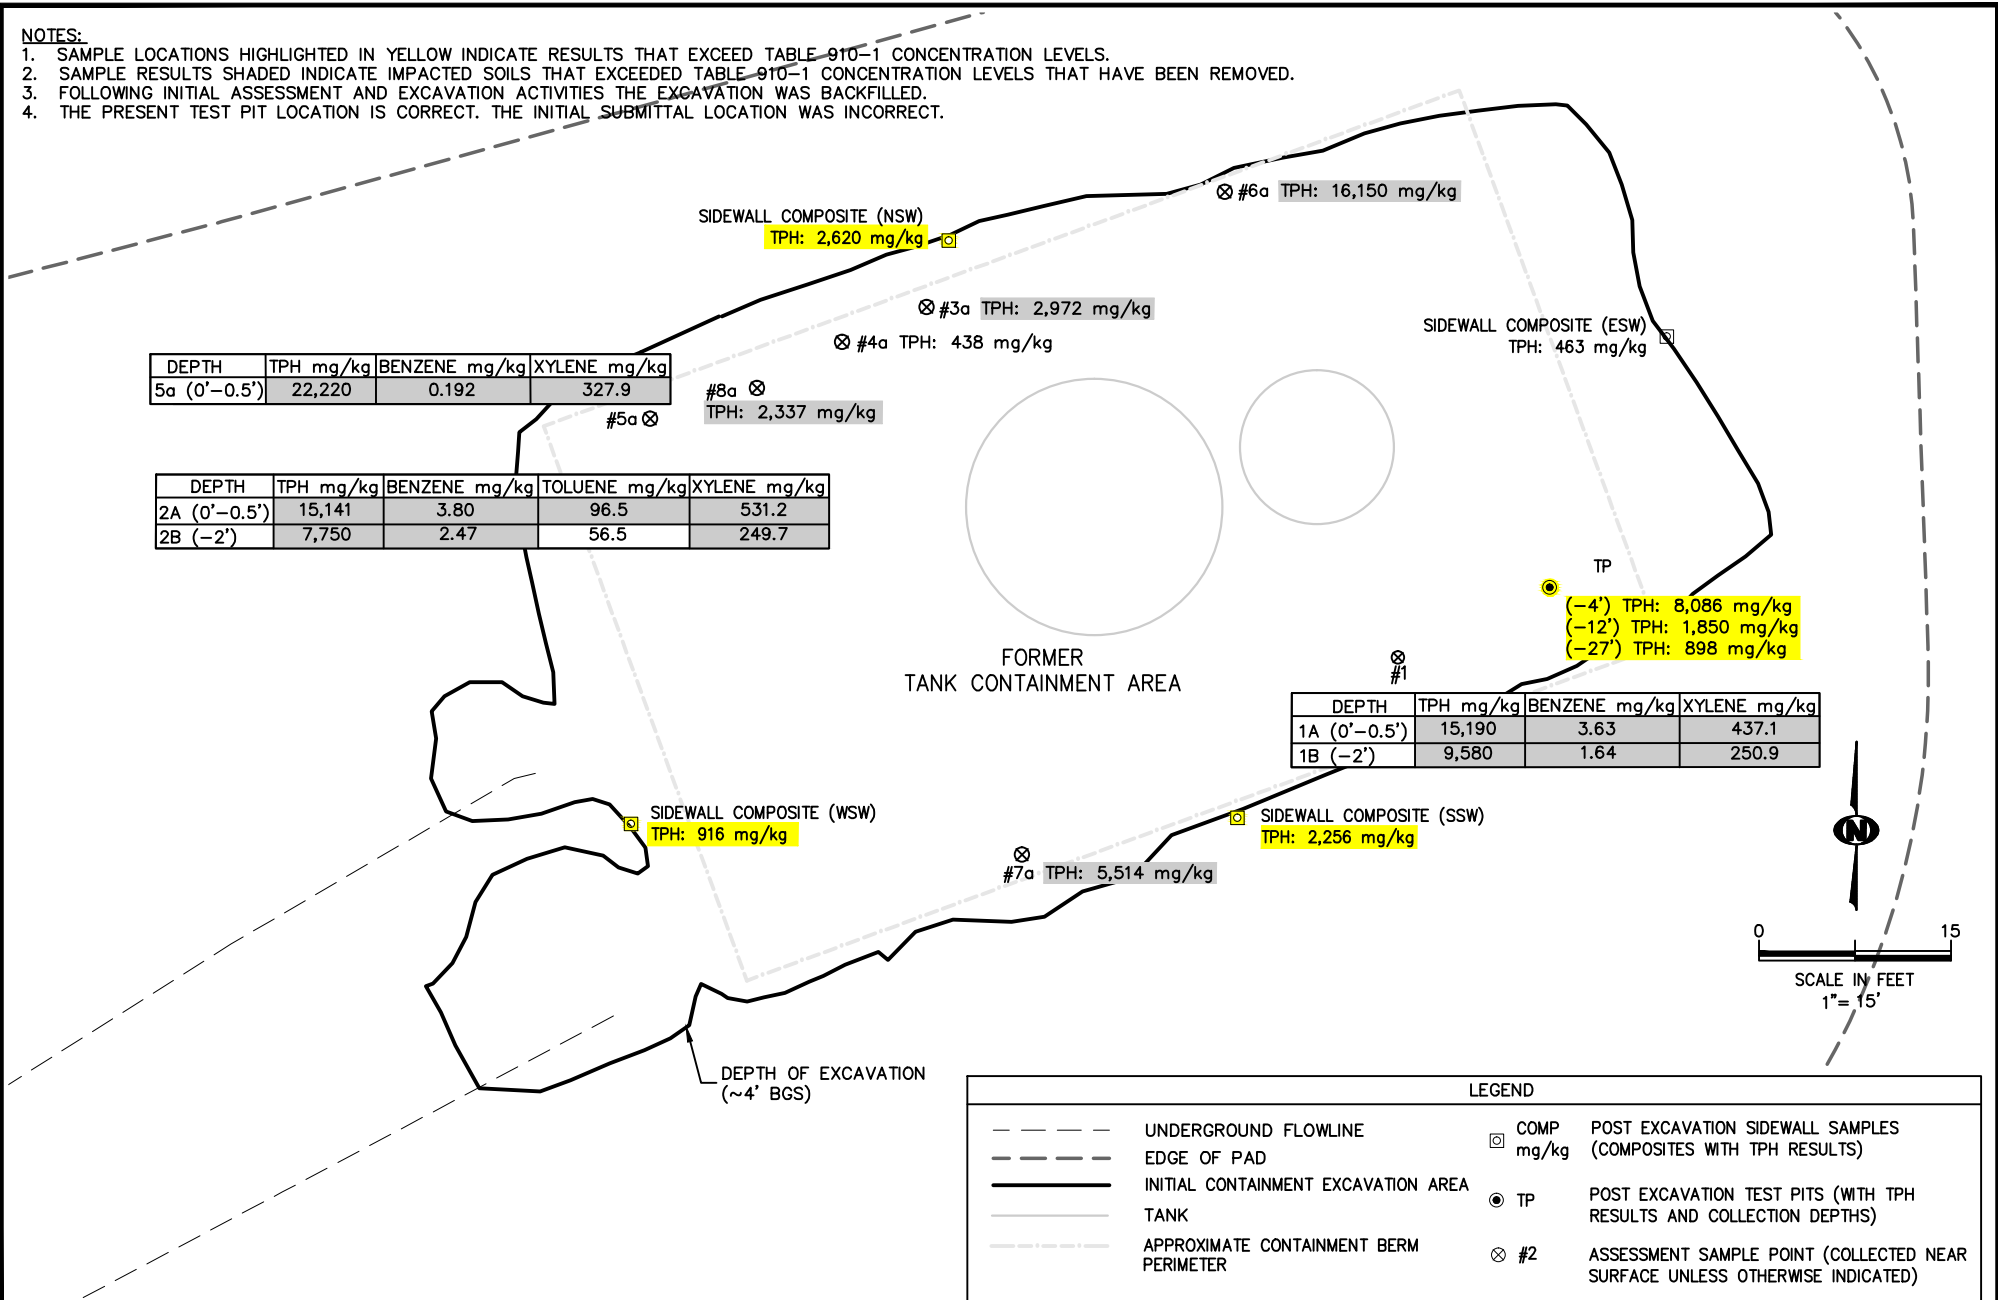 NOTES:
1. SAMPLE LOCATIONS HIGHLIGHTED IN YELLOW INDICATE RESULTS THAT EXCEED TABLE 910-1 CONCENTRATION LEVELS.
2. SAMPLE RESULTS SHADED INDICATE IMPACTED SOILS THAT EXCEEDED TABLE 910-1 CONCENTRATION LEVELS THAT HAVE BEEN REMOVED.
3. FOLLOWING INITIAL ASSESSMENT AND EXCAVATION ACTIVITIES THE EXCAVATION WAS BACKFILLED.
4. THE PRESENT TEST PIT LOCATION IS CORRECT. THE INITIAL SUBMITTAL LOCATION WAS INCORRECT.
#6a TPH: 16,150 mg/kg
SIDEWALL COMPOSITE (NSW)
TPH: 2,620 mg/kg
#3a TPH: 2,972 mg/kg
#4a TPH: 438 mg/kg
SIDEWALL COMPOSITE (ESW)
TPH: 463 mg/kg
DEPTH TPH mg/kg BENZENE mg/kg XYLENE mg/kg
5a (0'-0.5') 22,220 0.192 327.9
#8a
TPH: 2,337 mg/kg
#5a
DEPTH TPH mg/kg BENZENE mg/kg TOLUENE mg/kg XYLENE mg/kg
2A (0'-0.5') 15,141 3.80 96.5 531.2
2B (-2') 7,750 2.47 56.5 249.7
TP
(-4') TPH: 8,086 mg/kg
(-12') TPH: 1,850 mg/kg
(-27') TPH: 898 mg/kg
FORMER
TANK CONTAINMENT AREA
#1
DEPTH TPH mg/kg BENZENE mg/kg XYLENE mg/kg
1A (0'-0.5') 15,190 3.63 437.1
1B (-2') 9,580 1.64 250.9
SIDEWALL COMPOSITE (WSW)
TPH: 916 mg/kg
SIDEWALL COMPOSITE (SSW)
TPH: 2,256 mg/kg
#7a TPH: 5,514 mg/kg
N
0 15
SCALE IN FEET
1"= 15'
DEPTH OF EXCAVATION
(~4' BGS)
LEGEND
UNDERGROUND FLOWLINE
EDGE OF PAD
INITIAL CONTAINMENT EXCAVATION AREA
TANK
APPROXIMATE CONTAINMENT BERM
PERIMETER
COMP
mg/kg
POST EXCAVATION SIDEWALL SAMPLES
(COMPOSITES WITH TPH RESULTS)
TP
POST EXCAVATION TEST PITS (WITH TPH
RESULTS AND COLLECTION DEPTHS)
#2
ASSESSMENT SAMPLE POINT (COLLECTED NEAR
SURFACE UNLESS OTHERWISE INDICATED)